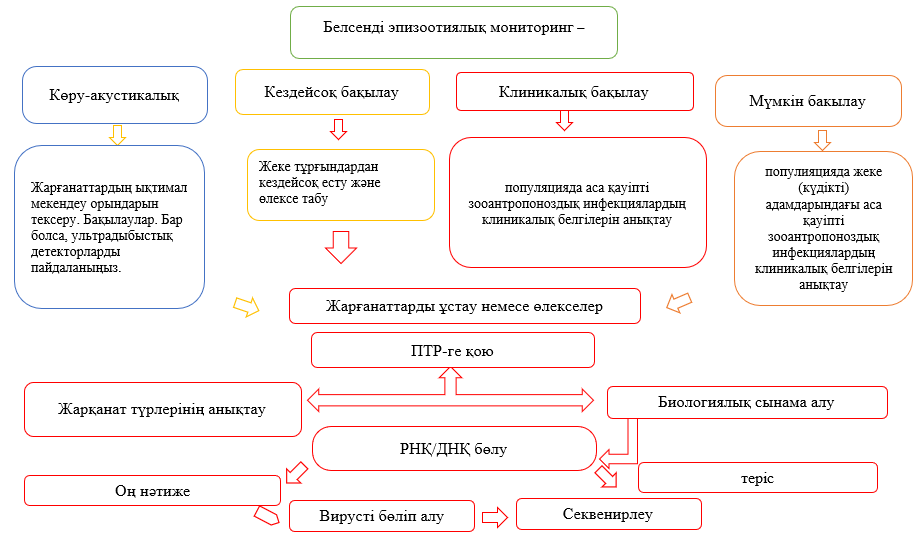 Белсенді эпизоотиялық мониторинг –
Көру-акустикалық
Кездейсоқ бақылау
Клиникалық бақылау
Мүмкін бакылау
Жарғанаттардың ықтимал
мекендеу орындарын
тексеру. Бақылаулар. Бар
болса, ультрадыбыстық
детекторларды
пайдаланыңыз.
Жеке тұрғындардан
кездейсоқ есту және
өлексе табу
популяцияда аса қауіпті
зооантропоноздық инфекциялардың
клиникалық белгілерін анықтау
популияцияда жеке
(күдікті)
адамдарындағы аса
қауіпті
зооантропоноздық
инфекциялардың
клиникалық белгілерін
анықтау
Жарғанаттарды ұстау немесе өлекселер
ПТР-ге қою
Жарқанат түрлерінің анықтау
Биологиялық сынама алу
РНҚ/ДНҚ бөлу
Оң нәтиже
теріс
Вирусті бөліп алу
Секвенирлеу